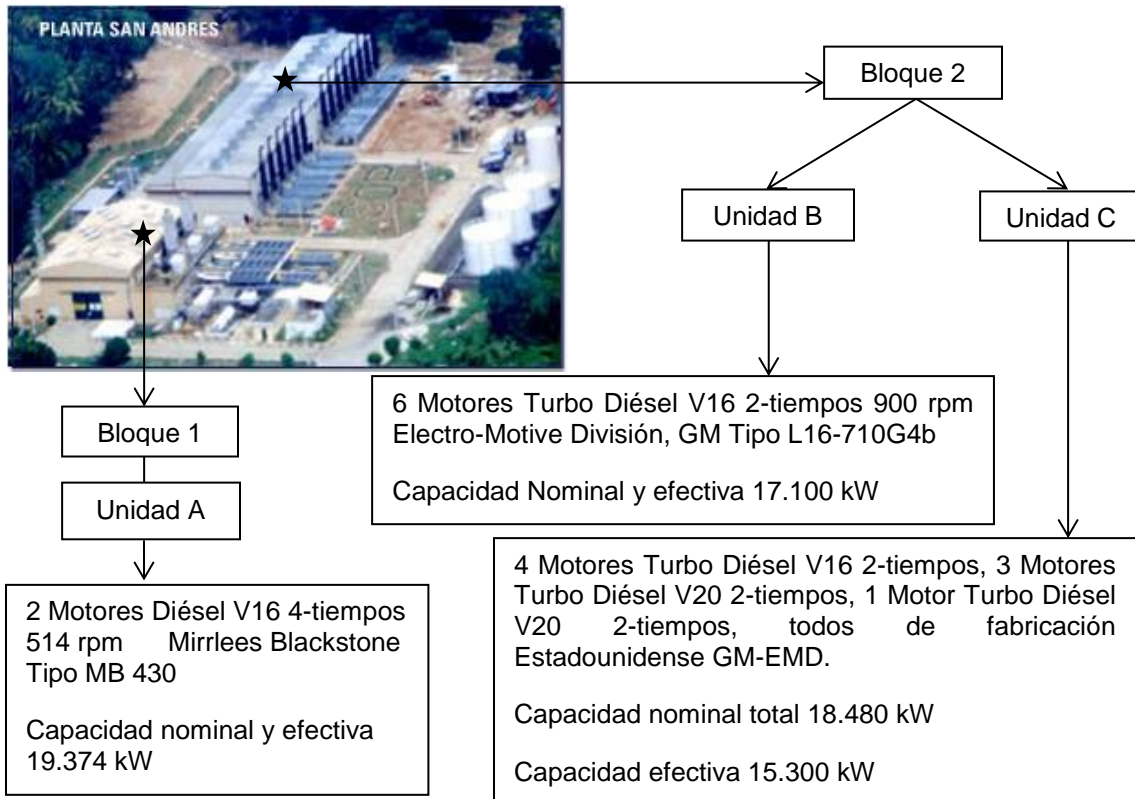 PLANTA SAN ANDRES
Bloque 2
Unidad B
Unidad C
Bloque 1
Unidad A
6 Motores Turbo Diésel V16 2-tiempos 900 rpm
Electro-Motive División, GM Tipo L16-710G4b
Capacidad Nominal y efectiva 17.100 kW
2 Motores Diésel V16 4-tiempos
514 rpm Mirrlees Blackstone
Tipo MB 430
Capacidad nominal y efectiva
19.374 kW
4 Motores Turbo Diésel V16 2-tiempos, 3 Motores
Turbo Diésel V20 2-tiempos, 1 Motor Turbo Diésel
V20 2-tiempos, todos de fabricación
Estadounidense GM-EMD.
Capacidad nominal total 18.480 kW
Capacidad efectiva 15.300 kW